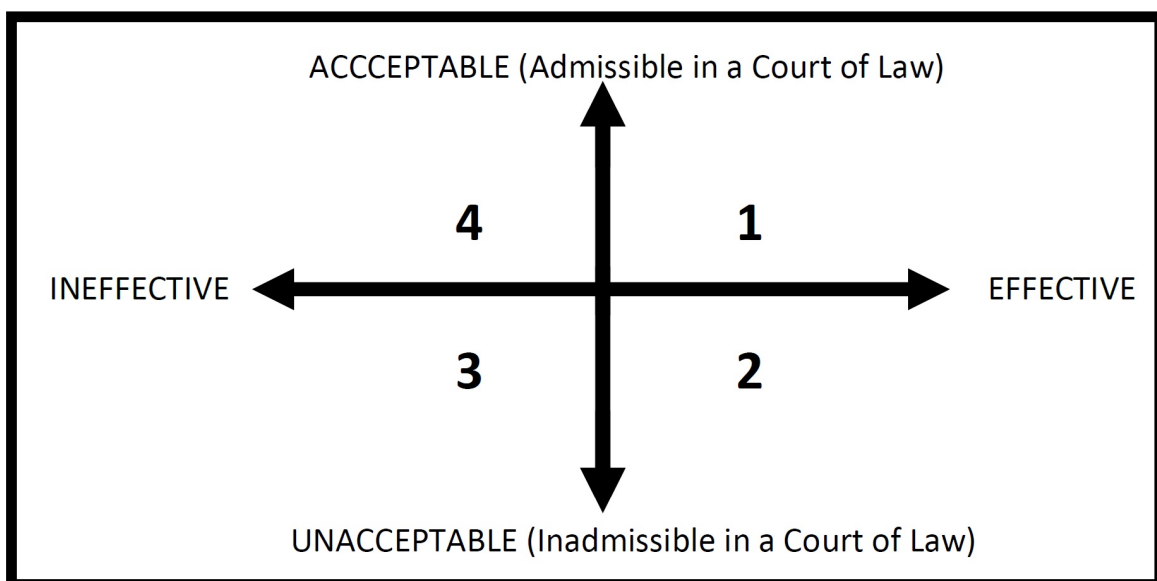 ACCCEPTABLE (Admissible in a Court of Law)
4 1
INEFFECTIVE EFFECTIVE
3 2
UNACCEPTABLE (Inadmissible in a Court of Law)